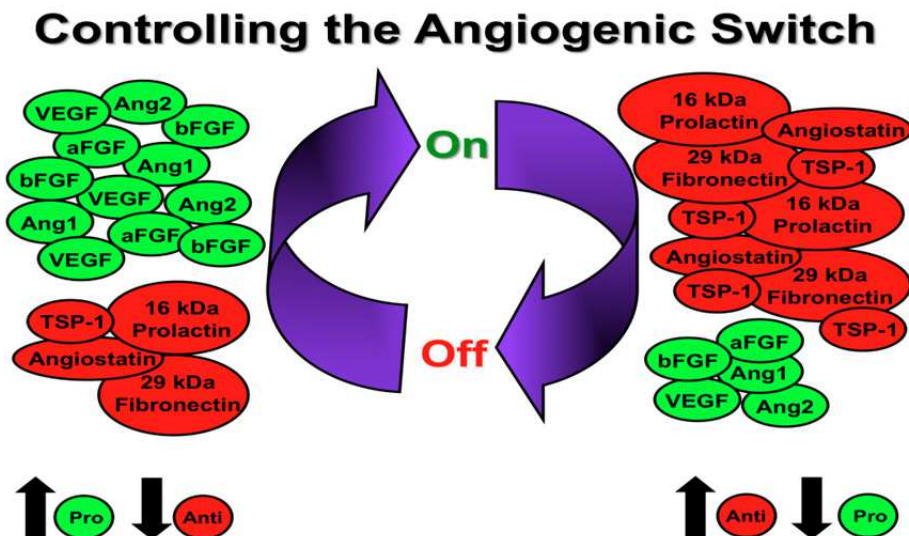 Controlling the Angiogenic Switch
VEGF
Ang2
bFGF
aFGF
Ang1
bFGF
VEGF
Ang2
Ang1
aFGF
bFGF
VEGF
TSP-1
16 kDa
Prolactin
Angiostatin
29 kDa
Fibronectin
On
Off
16 kDa
Prolactin
Angiostatin
29 kDa
Fibronectin
TSP-1
TSP-1
16 kDa
Prolactin
Angiostatin
29 kDa
Fibronectin
TSP-1
TSP-1
aFGF
bFGF
Ang1
VEGF
Ang2
Pro
Anti
Anti
Pro